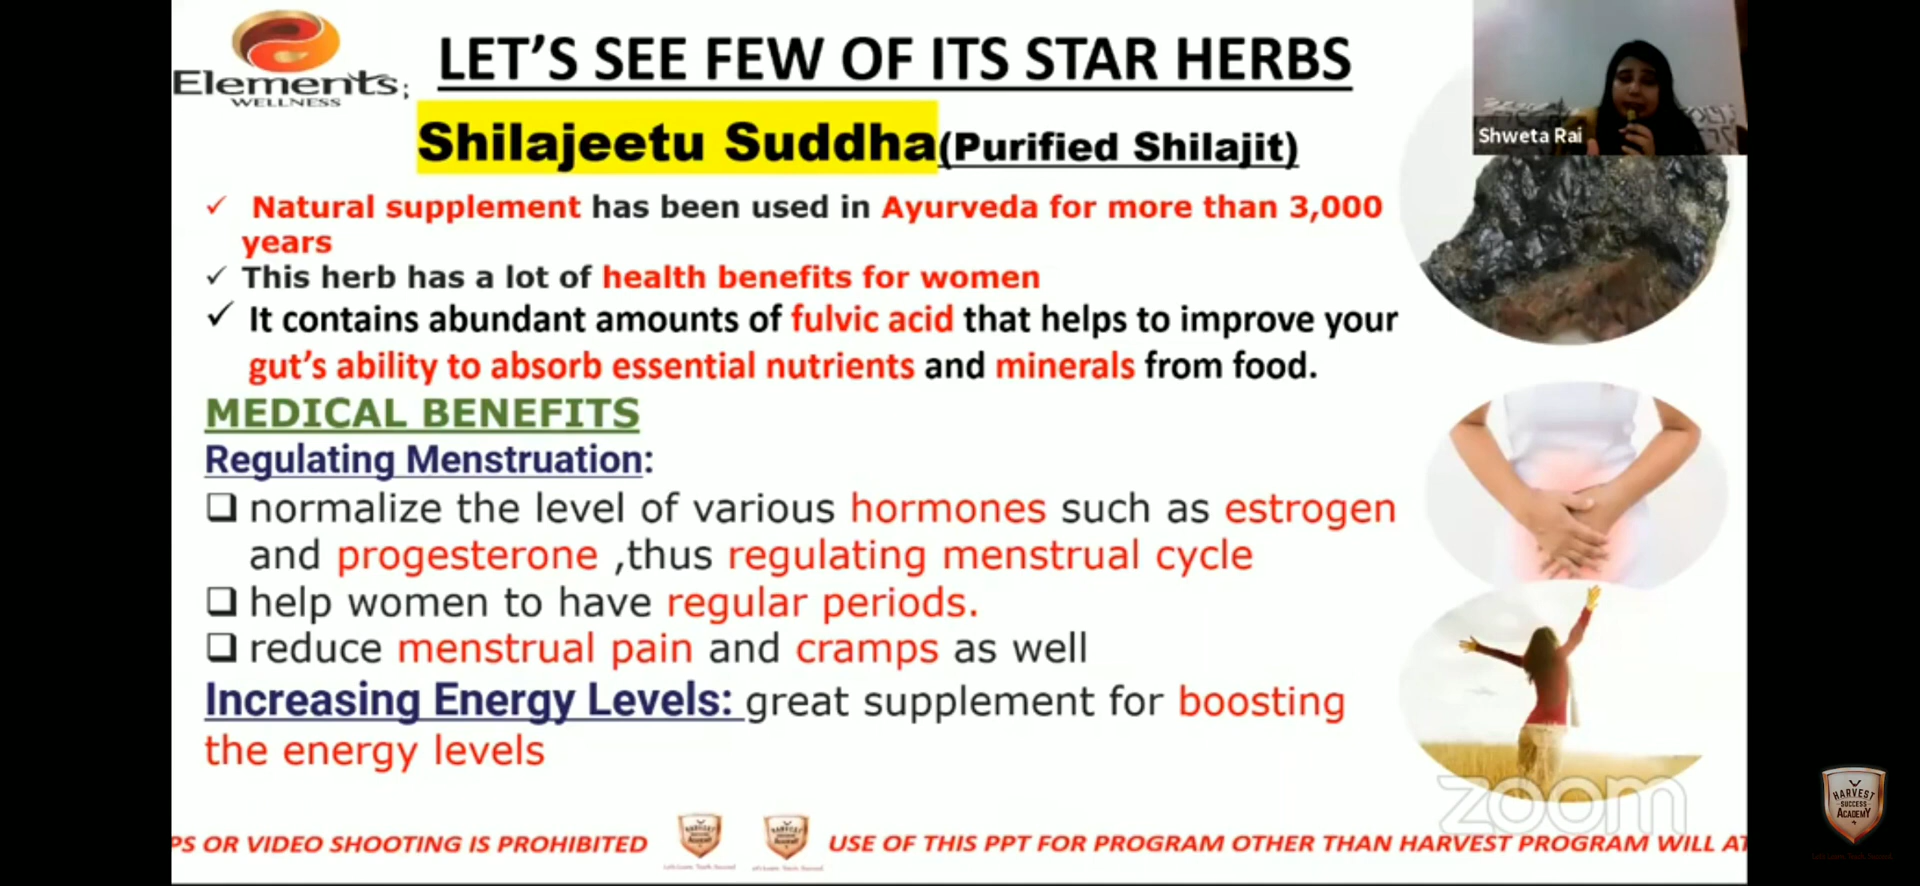 Elements;
WELLNESS
LET'S SEE FEW OF ITS STAR HERBS
Shweta Rai
Shilajeetu Suddha(Purified Shilajit)
✓ Natural supplement has been used in Ayurveda for more than 3,000
years
✓ This herb has a lot of health benefits for women
✓ It contains abundant amounts of fulvic acid that helps to improve your
gut's ability to absorb essential nutrients and minerals from food.
MEDICAL BENEFITS
Regulating Menstruation:
❑ normalize the level of various hormones such as estrogen
and progesterone ,thus regulating menstrual cycle
❑ help women to have regular periods.
❑ reduce menstrual pain and cramps as well
Increasing Energy Levels: great supplement for boosting
the energy levels
zoom
HARVEST
SUCCESS
ACADEMY
PS OR VIDEO SHOOTING IS PROHIBITED
USE OF THIS PPT FOR PROGRAM OTHER THAN HARVEST PROGRAM WILL AT